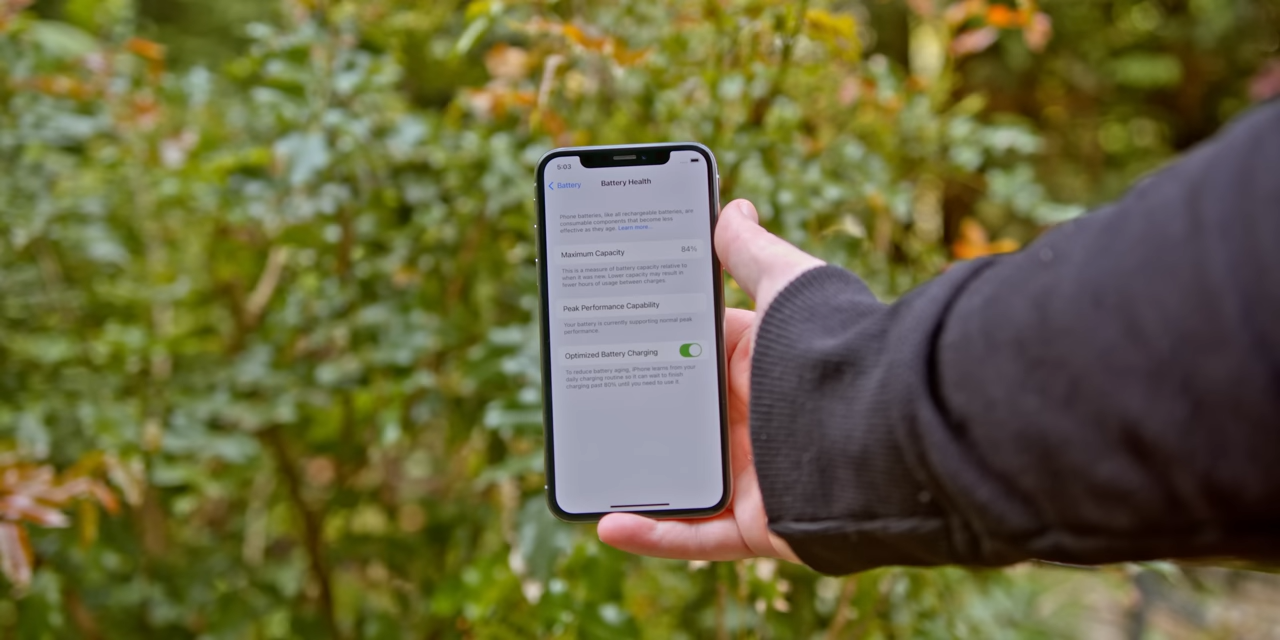 5:03
Battery
Battery Health
Phone batteries, like all rechargeable batteries, are
consumable components that become less
effective as they age. Learn more...
Maximum Capacity
84%
This is a measure of battery capacity relative to
when it was new. Lower capacity may result in
fewer hours of usage between charges.
Peak Performance Capability
Your battery is currently supporting normal peak
performance.
Optimized Battery Charging
To reduce battery aging, iPhone learns from your
daily charging routine so it can wait to finish
charging past 80% until you need to use it.